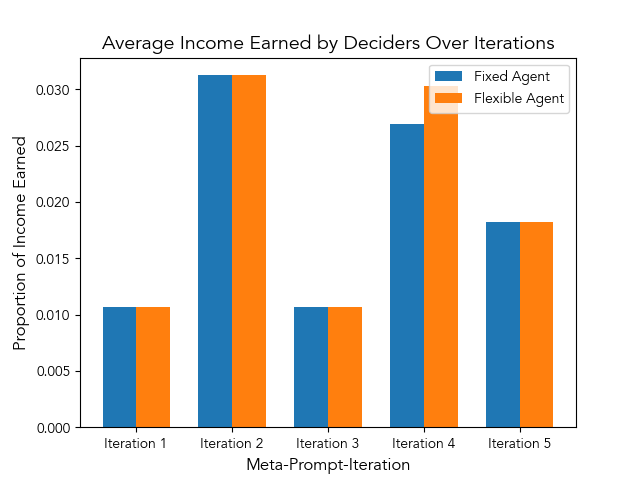 Average Income Earned by Deciders Over Iterations
Fixed Agent
Flexible Agent
Proportion of Income Earned
0.030
0.025
0.020
0.015
0.010
0.005
0.000
Iteration 1 Iteration 2 Iteration 3 Iteration 4 Iteration 5
Meta-Prompt-Iteration